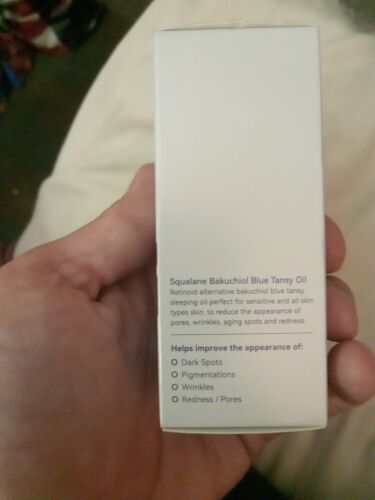 Squalane Bakuchiol Blue Tansy Oil
Retinoid alternative bakuchiol blue tansy
sleeping oil perfect for sensitive and all skin
types skin, to reduce the appearance of
pores, wrinkles, aging spots and redness.
Helps improve the appearance of:
Dark Spots
Pigmentations
Wrinkles
Redness / Pores